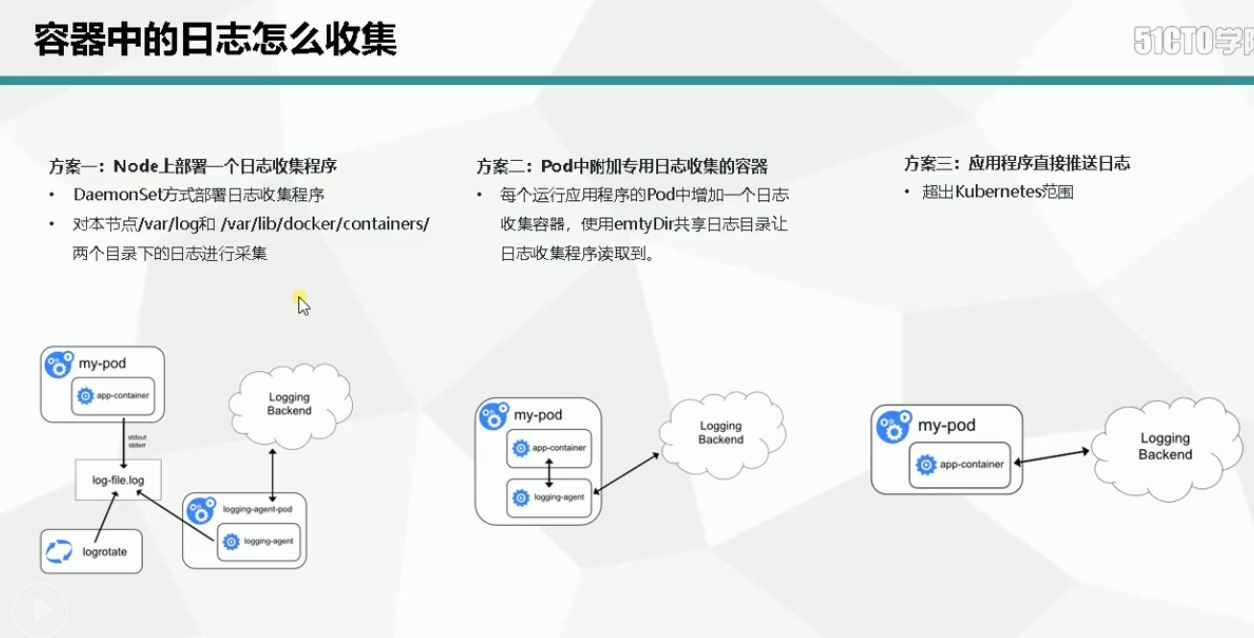 容器中的日志怎么收集
51CTO学院
方案一：Node上部署一个日志收集程序
• DaemonSet方式部署日志收集程序
• 对本节点/var/log和 /var/lib/docker/containers/
两个目录下的日志进行采集
方案二：Pod中附加专用日志收集的容器
• 每个运行应用程序的Pod中增加一个日志
收集容器，使用emtyDir共享日志目录让
日志收集程序读取到。
方案三：应用程序直接推送日志
• 超出Kubernetes范围
my-pod
app-container
stdout
stderr
log-file.log
logrotate
Logging
Backend
logging-agent-pod
logging-agent
my-pod
app-container
logging-agent
Logging
Backend
my-pod
app-container
Logging
Backend